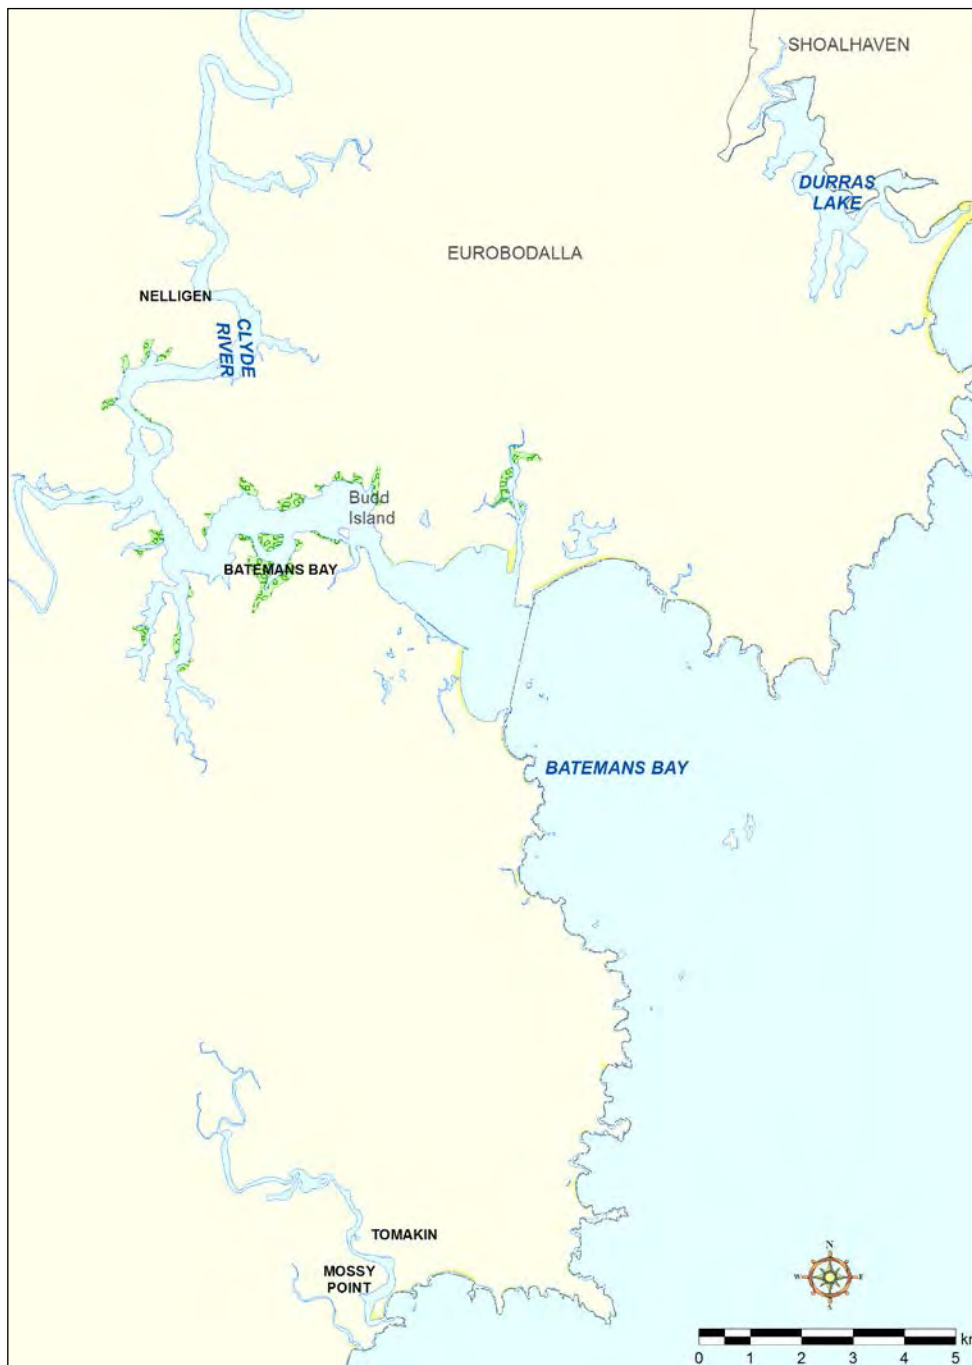 SHOALHAVEN
DURRAS
LAKE
EUROBODALLA
NELLIGEN
CLYDE
RIVER
Budd
Island
BATEMANS BAY
BATEMANS BAY
TOMAKIN
MOSSY
POINT
N
W
E
S
km
0 1 2 3 4 5